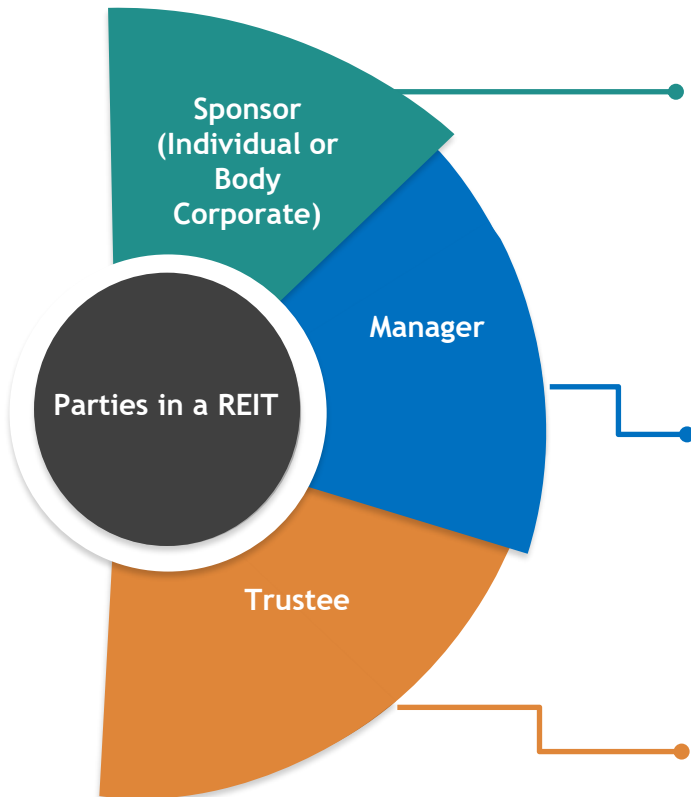 Sponsor
(Individual or
Body
Corporate)
Manager
Parties in a REIT
Trustee